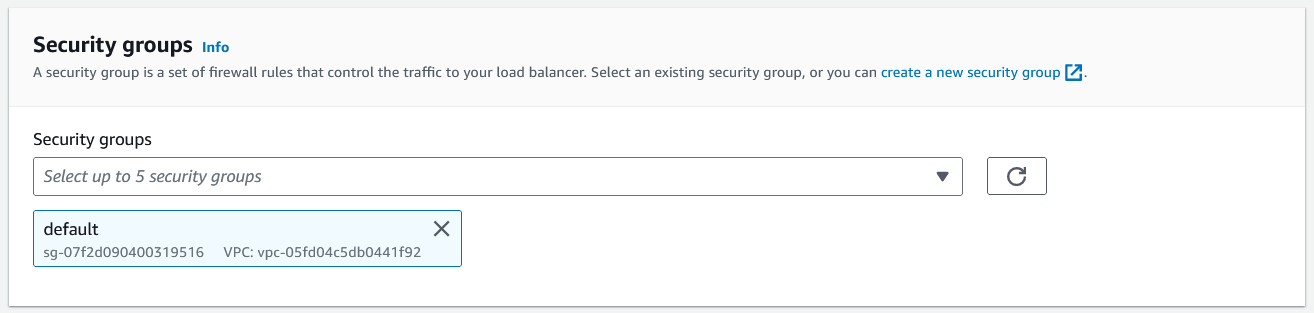 Security groups Info
A security group is a set of firewall rules that control the traffic to your load balancer. Select an existing security group, or you can create a new security group.
Security groups
Select up to 5 security groups
default
sg-07f2d090400319516 VPC: vpc-05fd04c5db0441f92